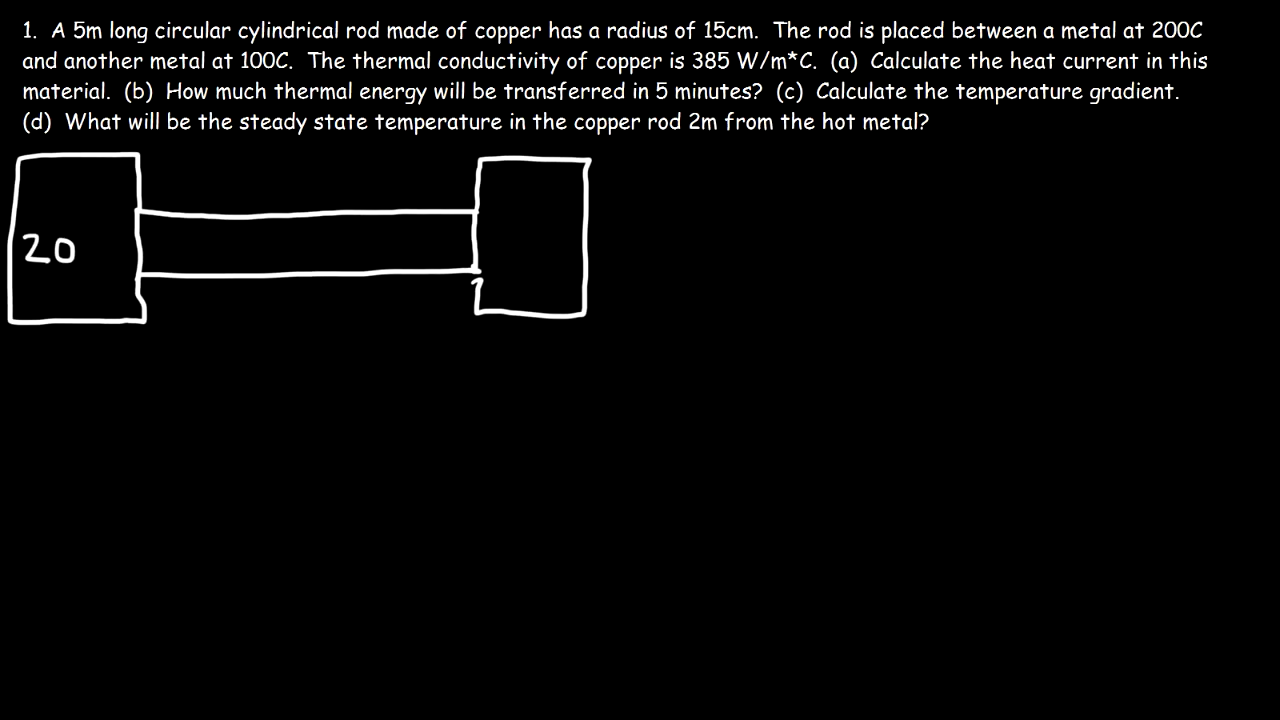 1. A 5m long circular cylindrical rod made of copper has a radius of 15cm. The rod is placed between a metal at 200C
and another metal at 100C. The thermal conductivity of copper is 385 W/m*C. (a) Calculate the heat current in this
material. (b) How much thermal energy will be transferred in 5 minutes? (c) Calculate the temperature gradient.
(d) What will be the steady state temperature in the copper rod 2m from the hot metal?
20